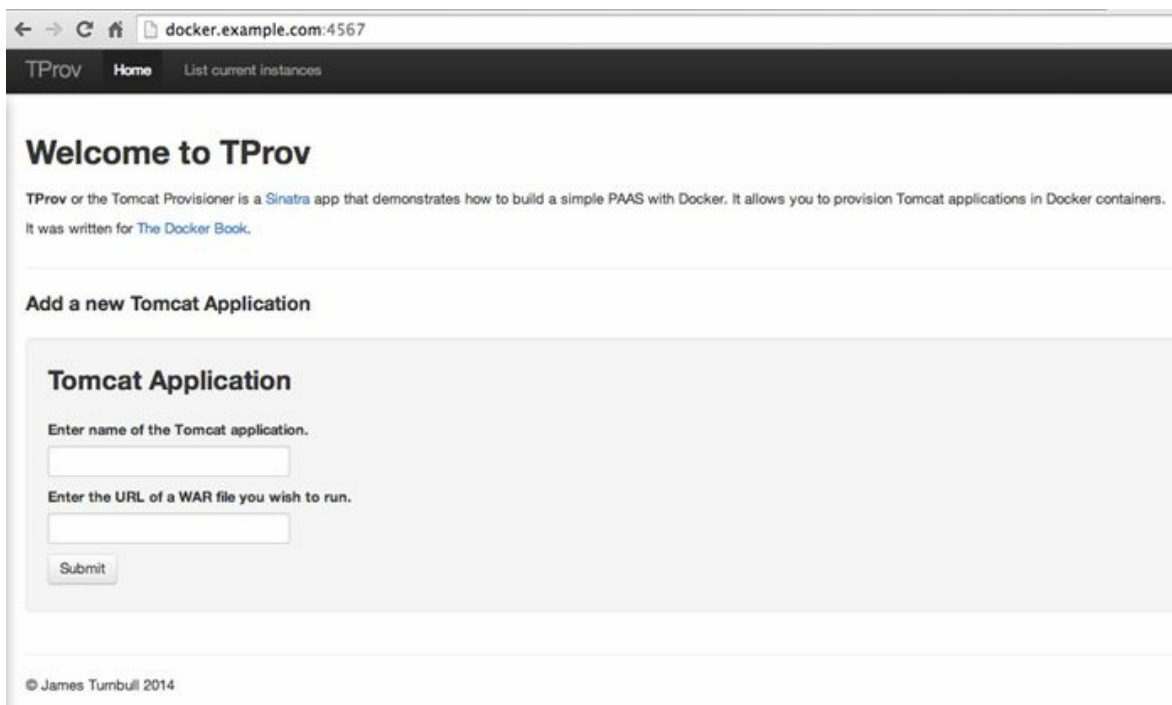 docker.example.com:4567
TProv Home List current instances
Welcome to TProv
TProv or the Tomcat Provisioner is a Sinatra app that demonstrates how to build a simple PAAS with Docker. It allows you to provision Tomcat applications in Docker containers.
It was written for The Docker Book.
Add a new Tomcat Application
Tomcat Application
Enter name of the Tomcat application.
Enter the URL of a WAR file you wish to run.
Submit
© James Turnbull 2014